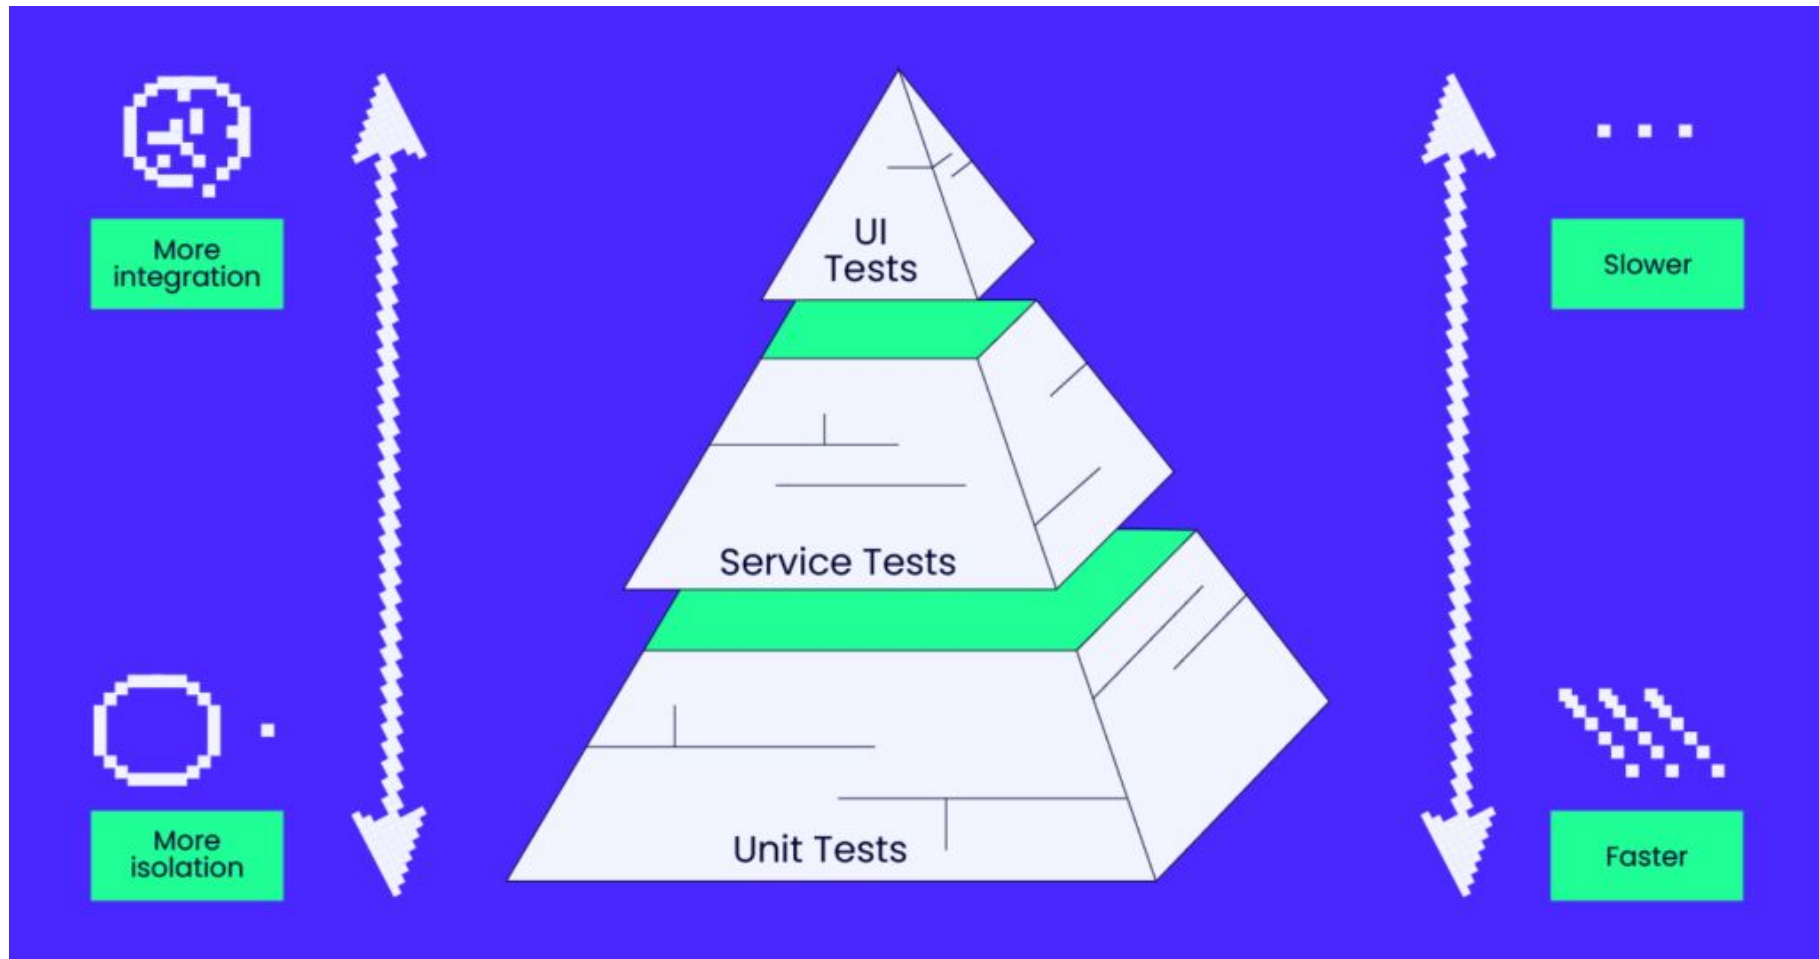 More
integration
UI
Tests
Slower
Service Tests
More
isolation
Unit Tests
Faster